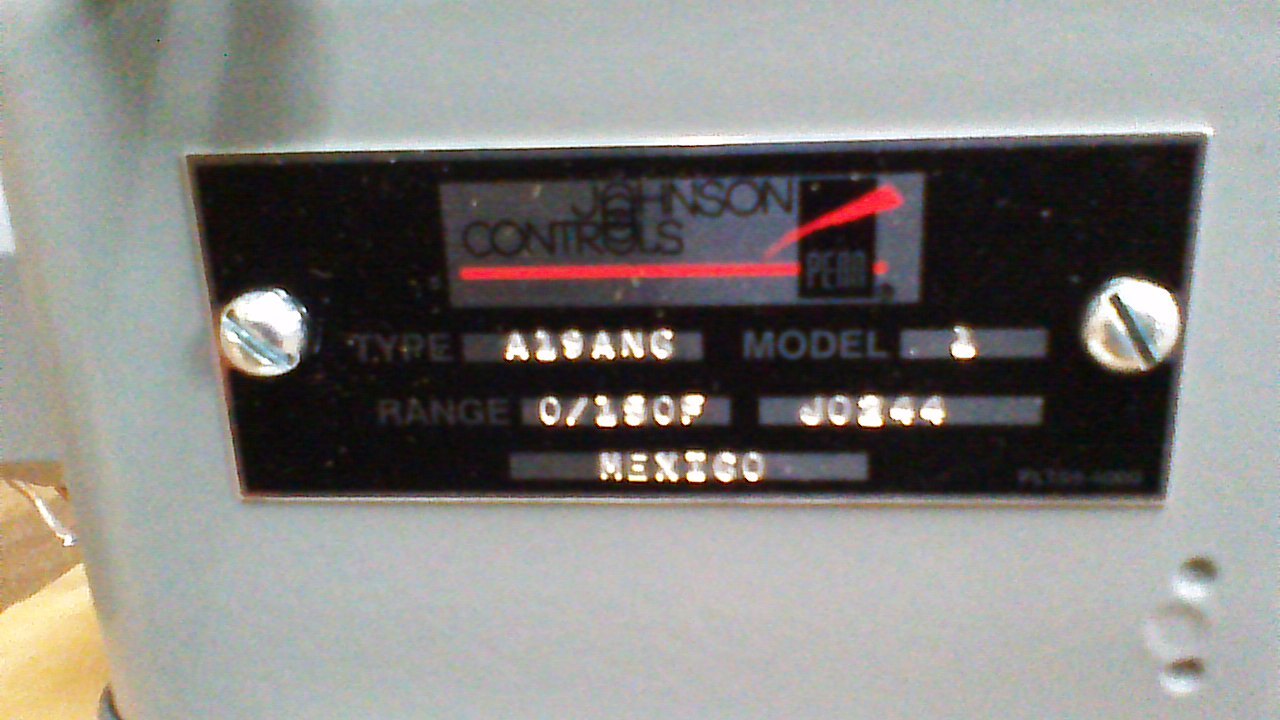 JOHNSON
CONTROLS
PENN
TYPE A19ANC MODEL 1
RANGE 0/180F J0244
MEXICO